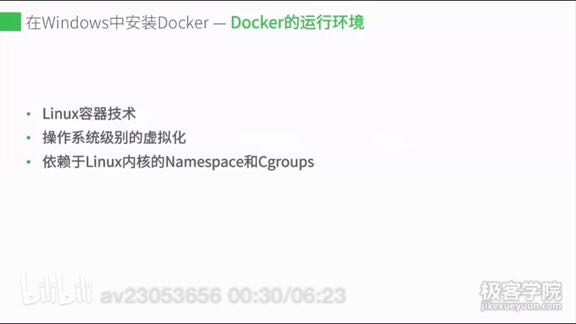 在Windows中安装Docker — Docker的运行环境
• Linux容器技术
• 操作系统级别的虚拟化
• 依赖于Linux内核的Namespace和Cgroups
bilibili av23053656 00:30/06:23
极客学院
jikexueyuan.com